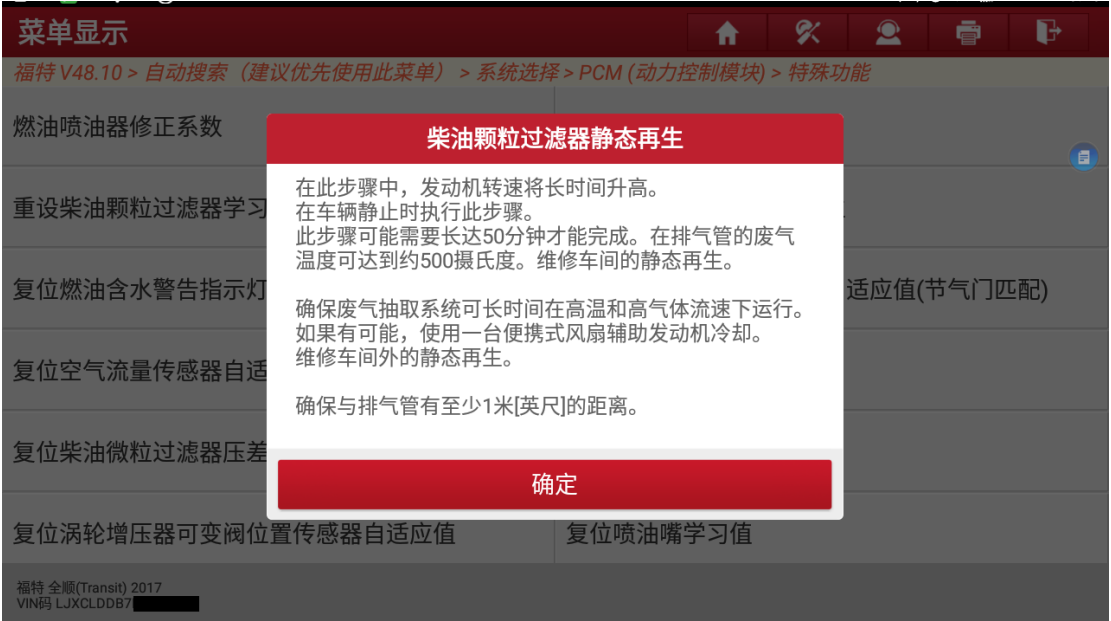 菜单显示
福特 V48.10 > 自动搜索（建议优先使用此菜单） > 系统选择 > PCM (动力控制模块) > 特殊功能
燃油喷油器修正系数
柴油颗粒过滤器静态再生
在此步骤中，发动机转速将长时间升高。
在车辆静止时执行此步骤。
此步骤可能需要长达50分钟才能完成。在排气管的废气
温度可达到约500摄氏度。维修车间的静态再生。
确保废气抽取系统可长时间在高温和高气体流速下运行。
如果有可能，使用一台便携式风扇辅助发动机冷却。
维修车间外的静态再生。
确保与排气管有至少1米[英尺]的距离。
确定
重设柴油颗粒过滤器学习
复位燃油含水警告指示灯
适应值(节气门匹配)
复位空气流量传感器自适
复位柴油微粒过滤器压差
复位涡轮增压器可变阀位置传感器自适应值
复位喷油嘴学习值
福特 全顺(Transit) 2017
VIN码 LJXCLDDB7